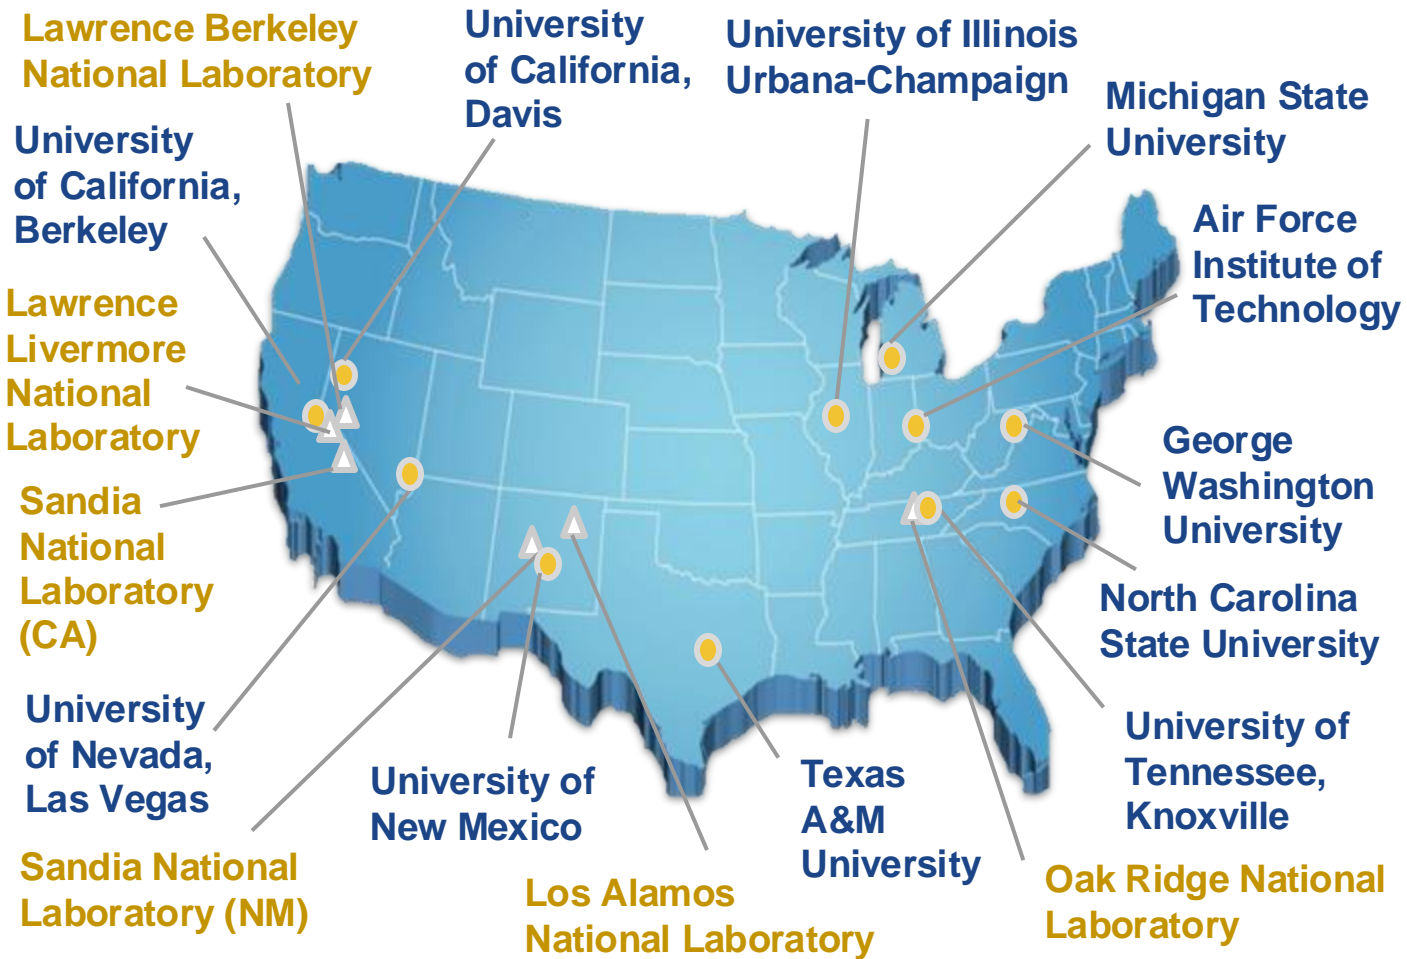 Lawrence Berkeley
National Laboratory
University
of California,
Davis
University of Illinois
Urbana-Champaign
Michigan State
University
University
of California,
Berkeley
Air Force
Institute of
Technology
Lawrence
Livermore
National
Laboratory
George
Washington
University
Sandia
National
Laboratory
(CA)
North Carolina
State University
University
of Nevada,
Las Vegas
University of
New Mexico
Texas
A&M
University
University of
Tennessee,
Knoxville
Sandia National
Laboratory (NM)
Los Alamos
National Laboratory
Oak Ridge National
Laboratory